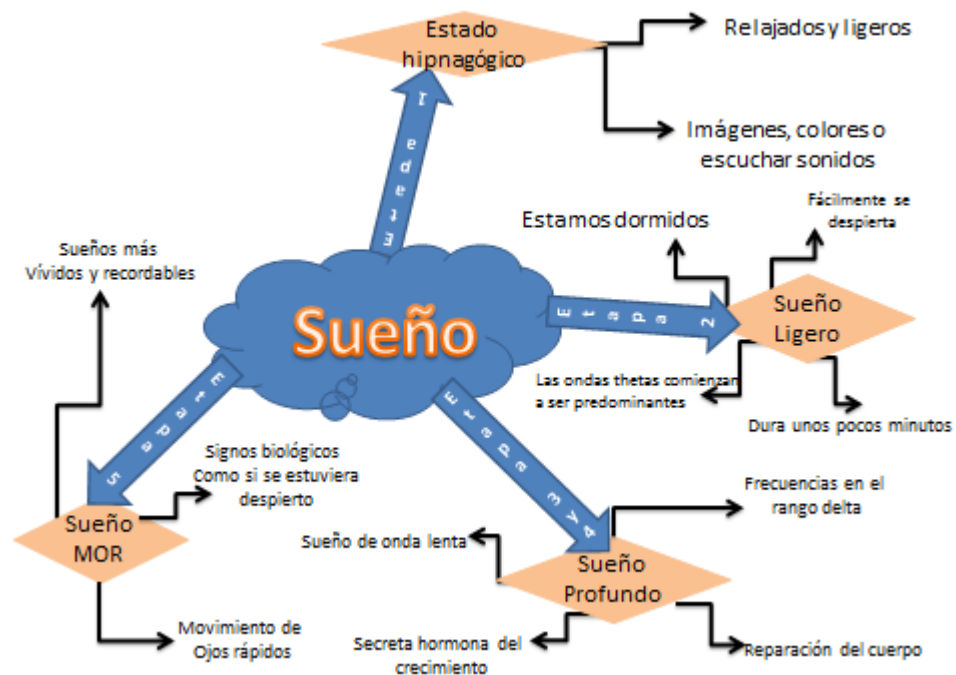 Estado
hipnagógico
Relajados y ligeros
Imágenes, colores o
escuchar sonidos
Etapa 1
Sueño
Etapa 2
Estamos dormidos
Fácilmente se
despierta
Sueño
Ligero
Las ondas thetas comienzan
a ser predominantes
Dura unos pocos minutos
Etapa 3 y 4
Frecuencias en el
rango delta
Sueño de onda lenta
Sueño
Profundo
Secreta hormona del
crecimiento
Reparación del cuerpo
Etapa 5
Sueños más
Vívidos y recordables
Signos biológicos
Como si se estuviera
despierto
Sueño
MOR
Movimiento de
Ojos rápidos